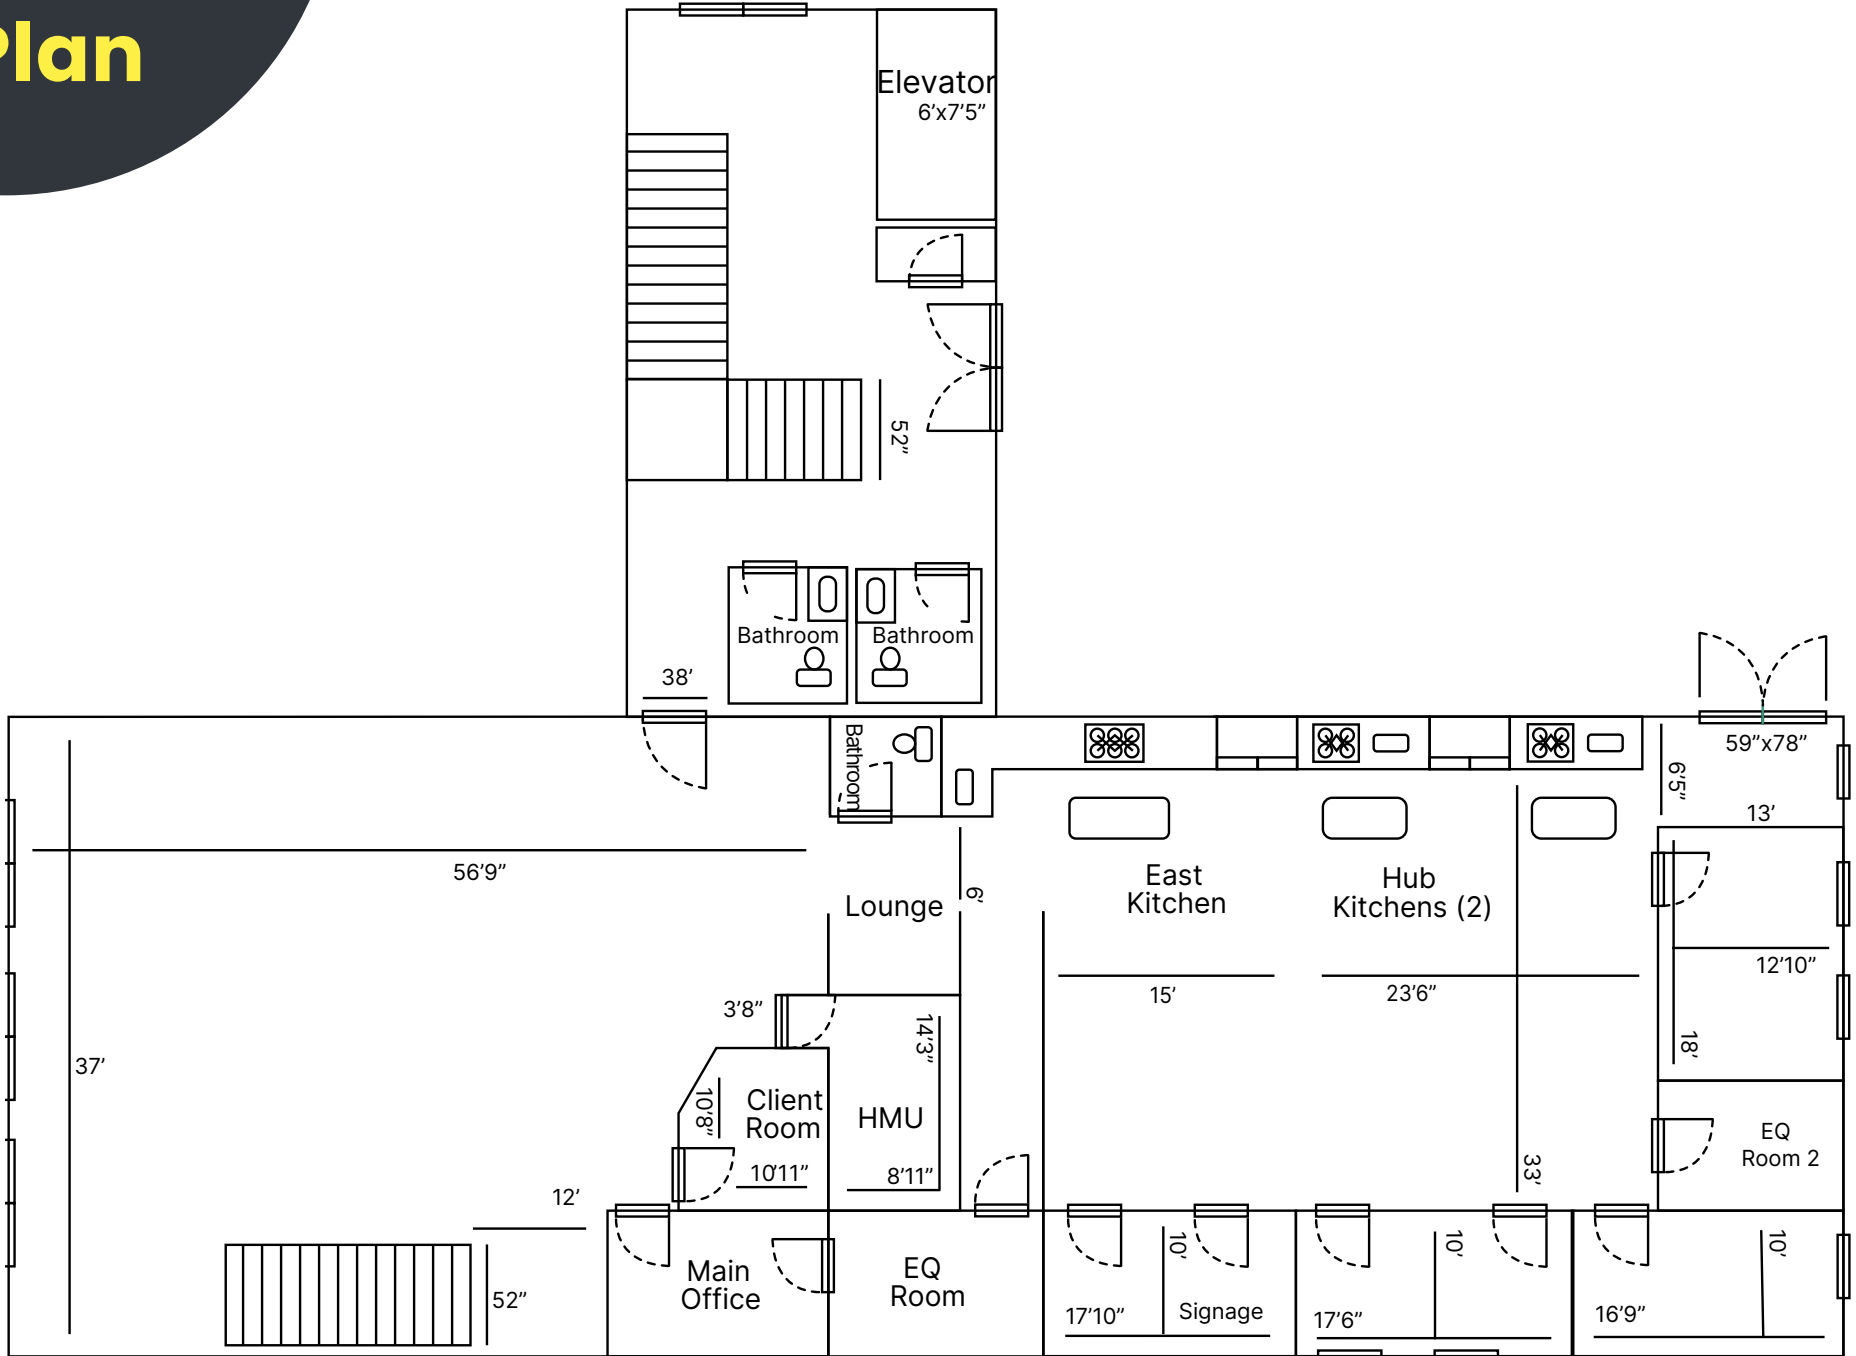 Plan
Elevator
6’x7’5”
52”
Bathroom
Bathroom
38’
Bathroom
59”x78”
6’5”
13’
56’9”
Lounge
6’
East
Kitchen
Hub
Kitchens (2)
12’10”
15’
23’6”
3’8”
14’3”
18’
37’
10’8”
Client
Room
HMU
10’11”
8’11”
33’
EQ
Room 2
12’
52”
Main
Office
EQ
Room
10’
17’10”
Signage
10’
17’6”
10’
16’9”